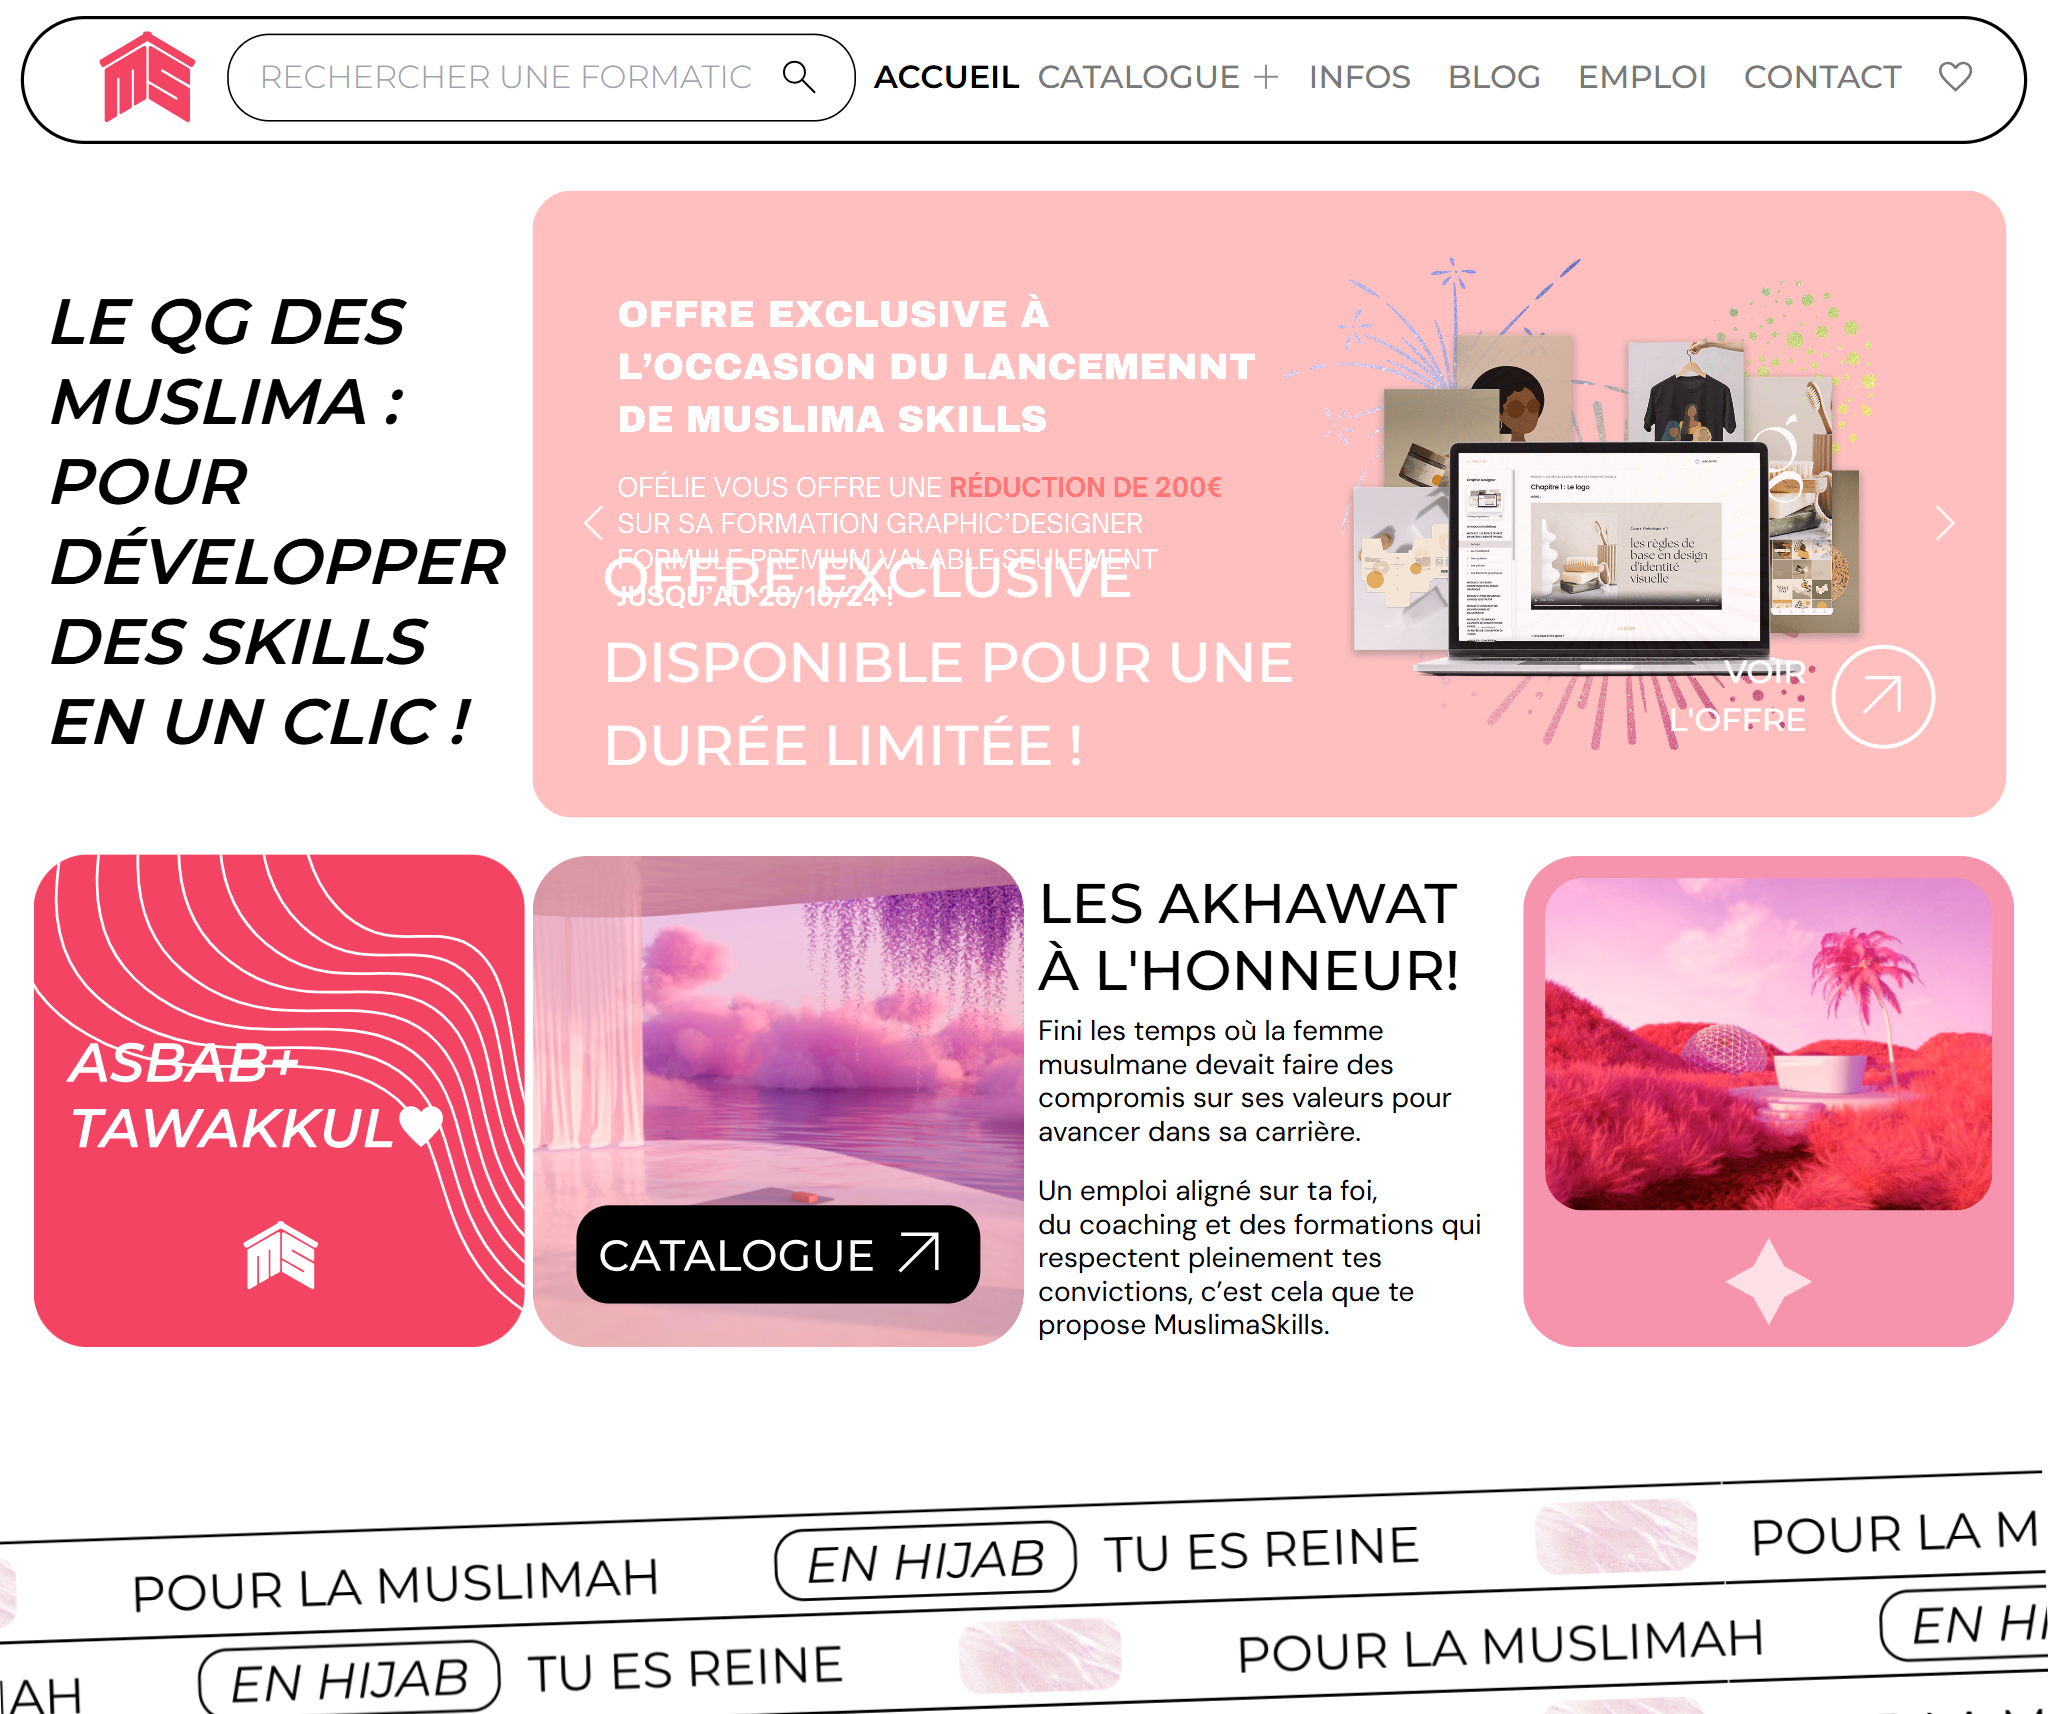 MS
RECHERCHER UNE FORMATIC
ACCUEIL
CATALOGUE +
INFOS
BLOG
EMPLOI
CONTACT
LE QG DES
MUSLIMA :
POUR
DÉVELOPPER
DES SKILLS
EN UN CLIC !
OFFRE EXCLUSIVE À
L’OCCASION DU LANCEMENNT
DE MUSLIMA SKILLS
OFÉLIE VOUS OFFRE UNE RÉDUCTION DE 200€
SUR SA FORMATION GRAPHIC’DESIGNER
FORMULE PREMIUM VALABLE SEULEMENT
JUSQU’AU 28/10/24 !
OFFRE EXCLUSIVE
DISPONIBLE POUR UNE
DURÉE LIMITÉE !
Graphic Designer
Chapitre 1 : Le logo
les règles de
base en design
d'identité
visuelle
VOIR
L'OFFRE
ASBAB+
TAWAKKUL
MS
CATALOGUE
LES AKHAWAT
À L'HONNEUR!
Fini les temps où la femme
musulmane devait faire des
compromis sur ses valeurs pour
avancer dans sa carrière.
Un emploi aligné sur ta foi,
du coaching et des formations qui
respectent pleinement tes
convictions, c’est cela que te
propose MuslimaSkills.
POUR LA MUSLIMAH EN HIJAB TU ES REINE POUR LA M
AH EN HIJAB TU ES REINE POUR LA MUSLIMAH EN HI